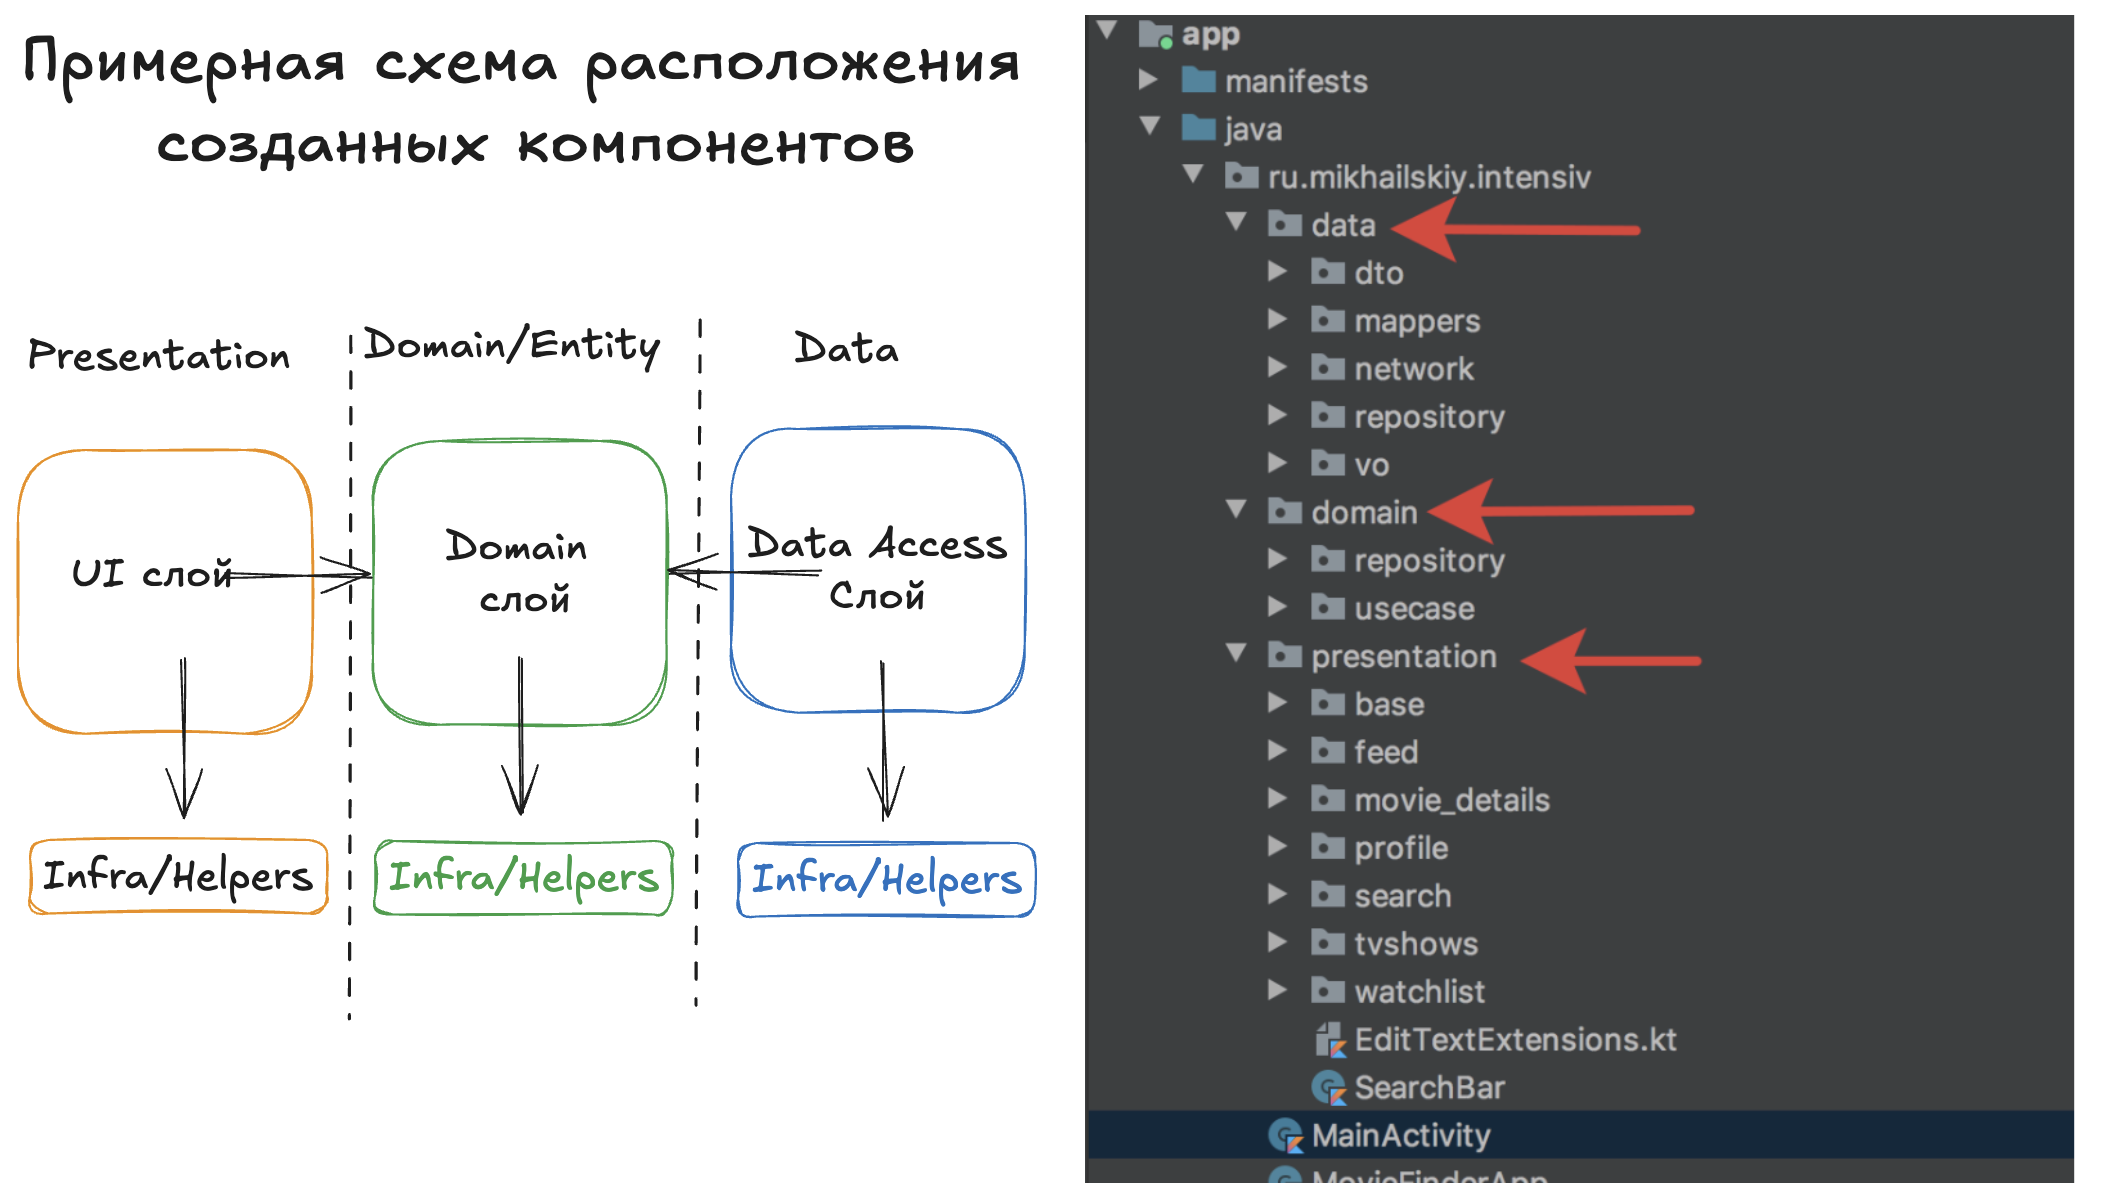 Примерная схема расположения
созданных компонентов
Presentation
Domain/Entity
Data
UI слой
Domain
слой
Data Access
Слой
Infra/Helpers
Infra/Helpers
Infra/Helpers
app
manifests
java
ru.mikhailskiy.intensiv
data
dto
mappers
network
repository
vo
domain
repository
usecase
presentation
base
feed
movie_details
profile
search
tvshows
watchlist
EditTextExtensions.kt
SearchBar
MainActivity
MovieFinderApp